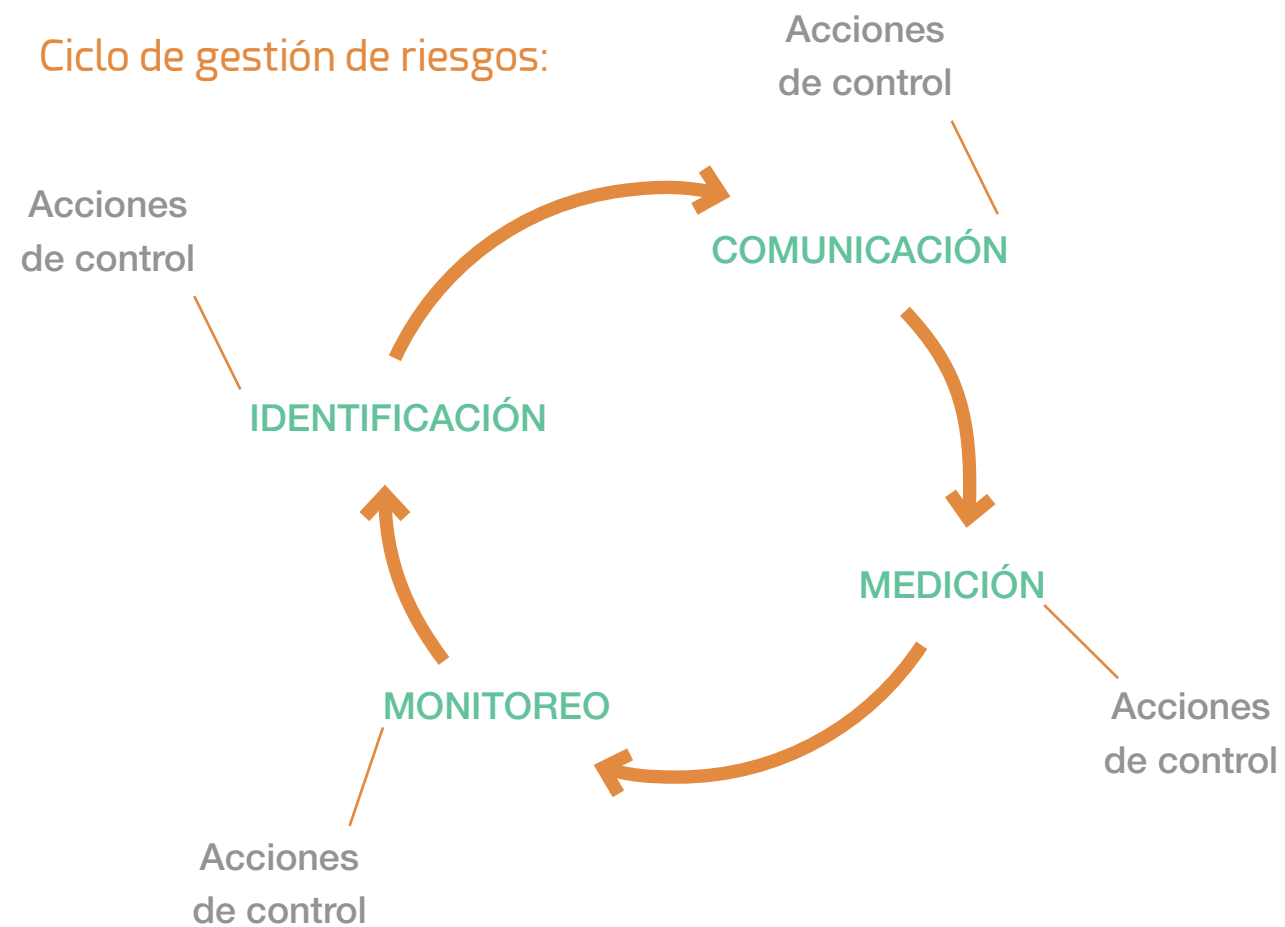 Ciclo de gestión de riesgos:
Acciones
de control
COMUNICACIÓN
Acciones
de control
IDENTIFICACIÓN
MEDICIÓN
Acciones
de control
MONITOREO
Acciones
de control